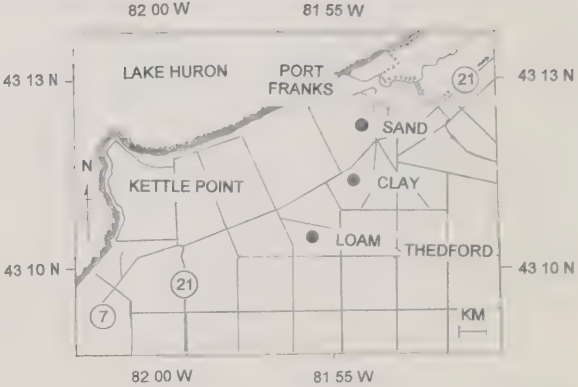 82 00 W 81 55 W
LAKE HURON
PORT
FRANKS
43 13 N
43 13 N
21
SAND
N
KETTLE POINT
CLAY
LOAM
THEDFORD
43 10 N
43 10 N
21
7
KM
82 00 W 81 55 W